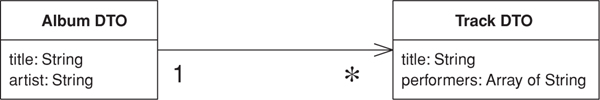 Album DTO
title: String
artist: String
1
*
Track DTO
title: String
performers: Array of String